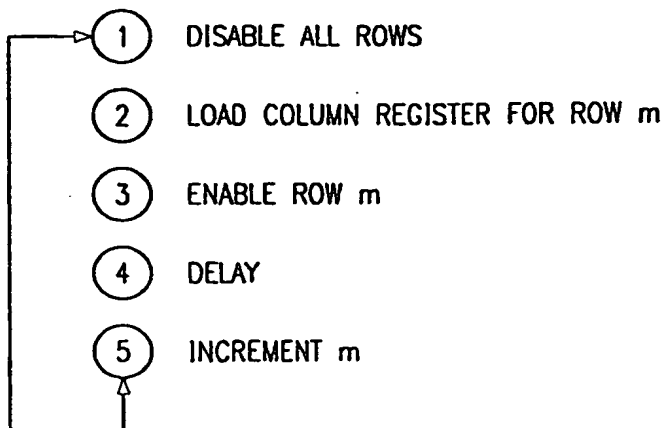 1 DISABLE ALL ROWS
2 LOAD COLUMN REGISTER FOR ROW m
3 ENABLE ROW m
4 DELAY
5 INCREMENT m